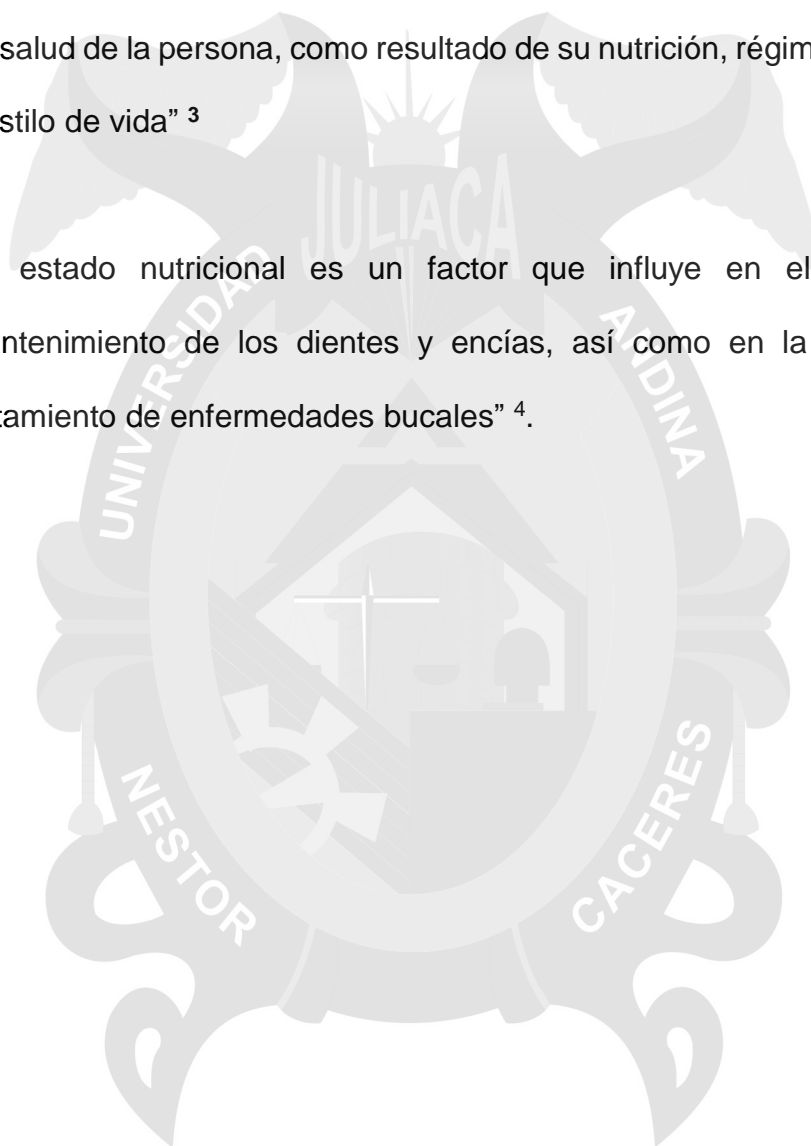 salud de la persona, como resultado de su nutrición, régim
stilo de vida” ³
JULIACA
estado nutricional es un factor que influye en el
ntenimiento de los dientes y encías, así como en la
tamiento de enfermedades bucales” ⁴.
UNIVERSIDAD ANDINA
NESTOR CACERES